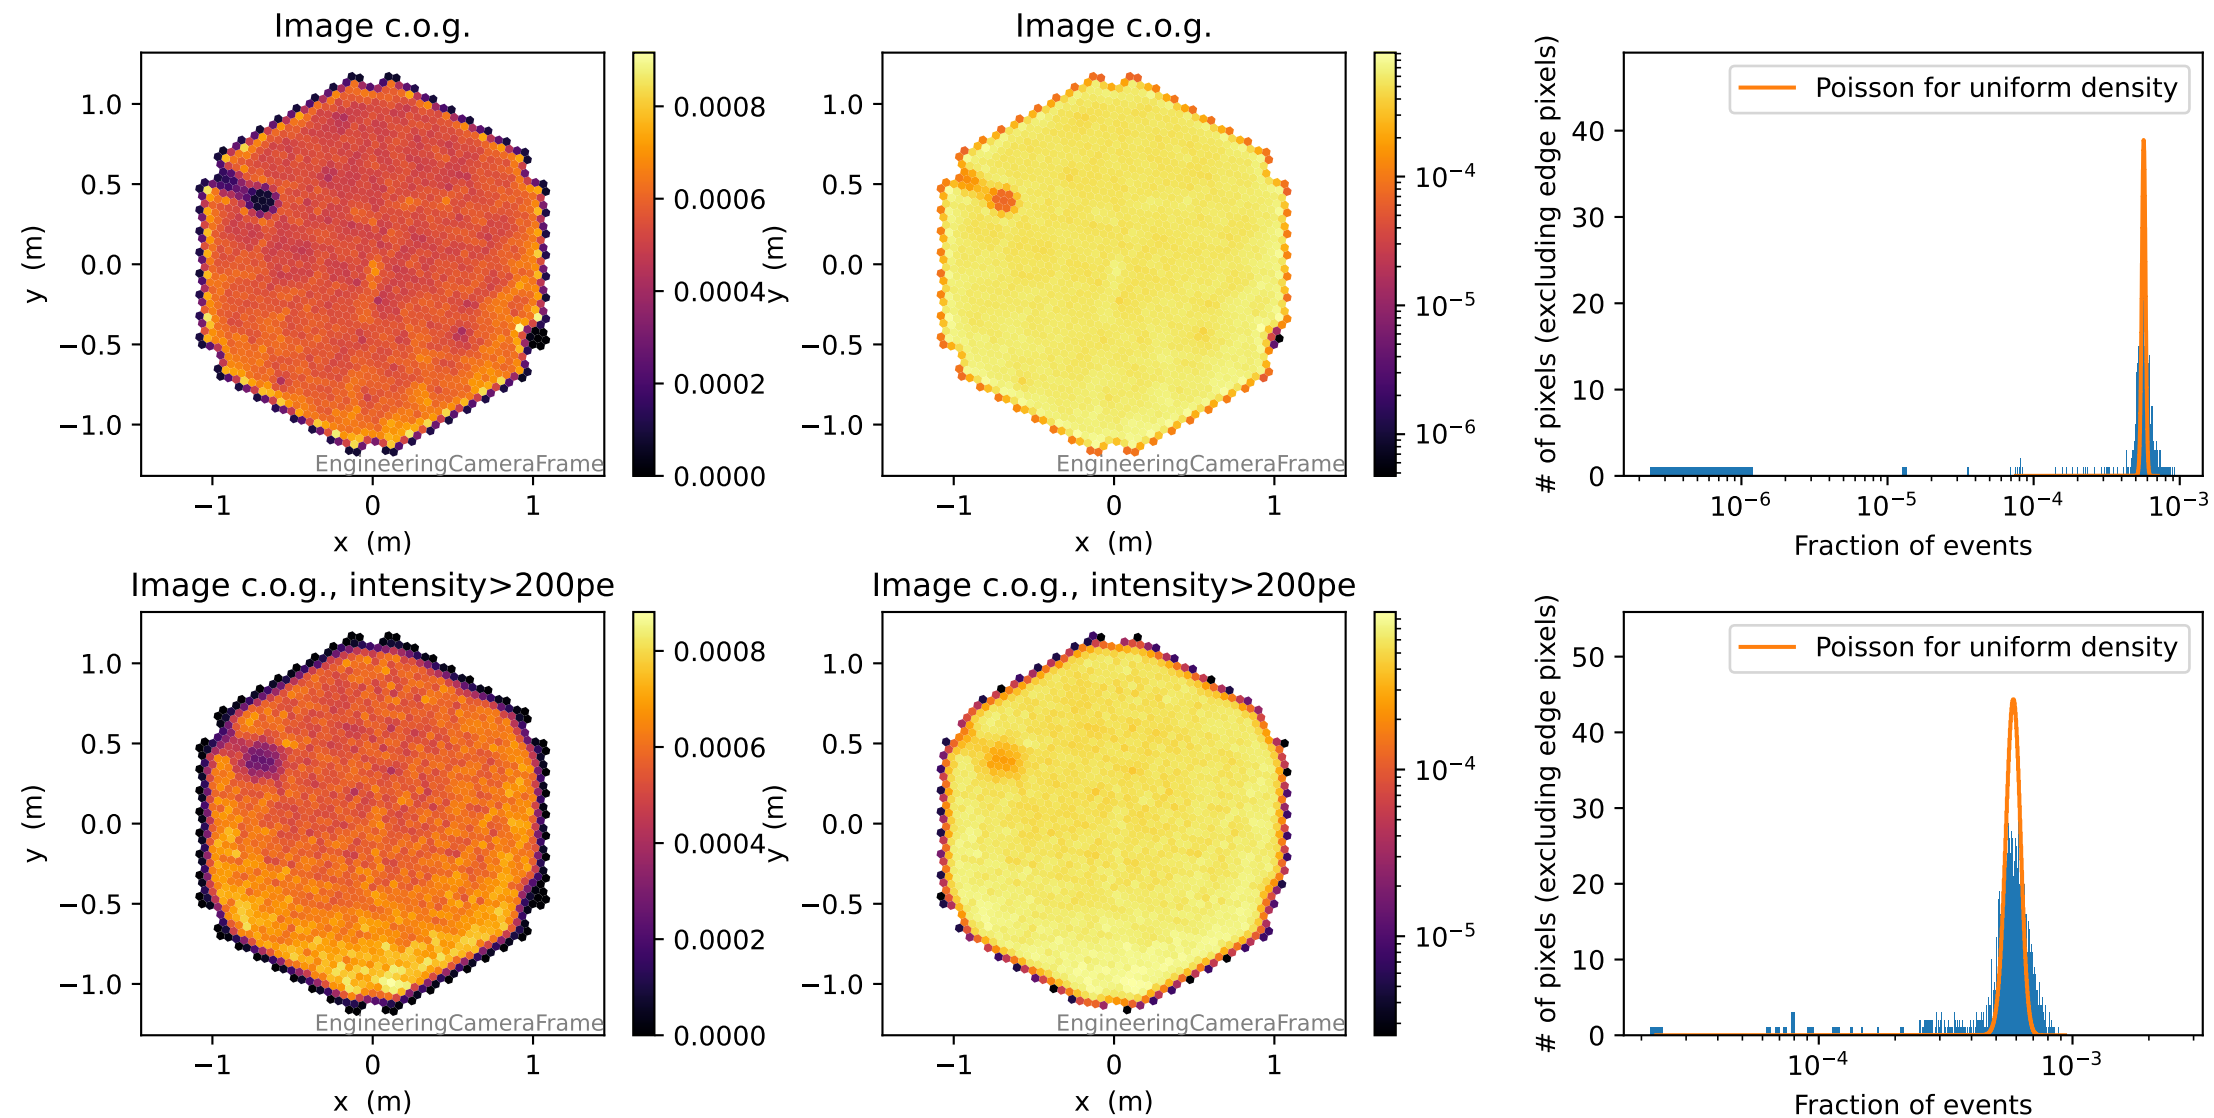 Image c.o.g.
y (m)
1.0
0.5
0.0
−0.5
−1.0
−1
0
1
x (m)
EngineeringCameraFrame
0.0008
0.0006
0.0004
0.0002
0.0000
Image c.o.g.
y (m)
1.0
0.5
0.0
−0.5
−1.0
−1
0
1
x (m)
EngineeringCameraFrame
10⁻⁴
10⁻⁵
10⁻⁶
# of pixels (excluding edge pixels)
40
30
20
10
0
Poisson for uniform density
10⁻⁶
10⁻⁵
10⁻⁴
10⁻³
Fraction of events
Image c.o.g., intensity>200pe
y (m)
1.0
0.5
0.0
−0.5
−1.0
−1
0
1
x (m)
EngineeringCameraFrame
0.0008
0.0006
0.0004
0.0002
0.0000
Image c.o.g., intensity>200pe
y (m)
1.0
0.5
0.0
−0.5
−1.0
−1
0
1
x (m)
EngineeringCameraFrame
10⁻⁴
10⁻⁵
# of pixels (excluding edge pixels)
50
40
30
20
10
0
Poisson for uniform density
10⁻⁴
10⁻³
Fraction of events